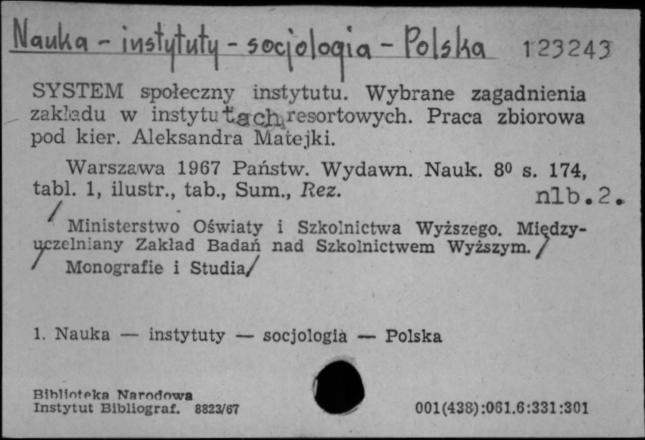 Nauka - instytuty - socjologia - Polska 123243
SYSTEM społeczny instytutu. Wybrane zagadnienia
zakładu w instytutach resortowych. Praca zbiorowa
pod kier. Aleksandra Matejki.
Warszawa 1967 Państw. Wydawn. Nauk. 8⁰ s. 174,
tabl. 1, ilustr., tab., Sum., Rez. nlb.2.
/ Ministerstwo Oświaty i Szkolnictwa Wyższego. Między-
uczelniany Zakład Badań nad Szkolnictwem Wyższym. /
/ Monografie i Studia/
1. Nauka — instytuty — socjologia — Polska
Biblioteka Narodowa
Instytut Bibliograf. 8823/67 001(438):061.6:331:301